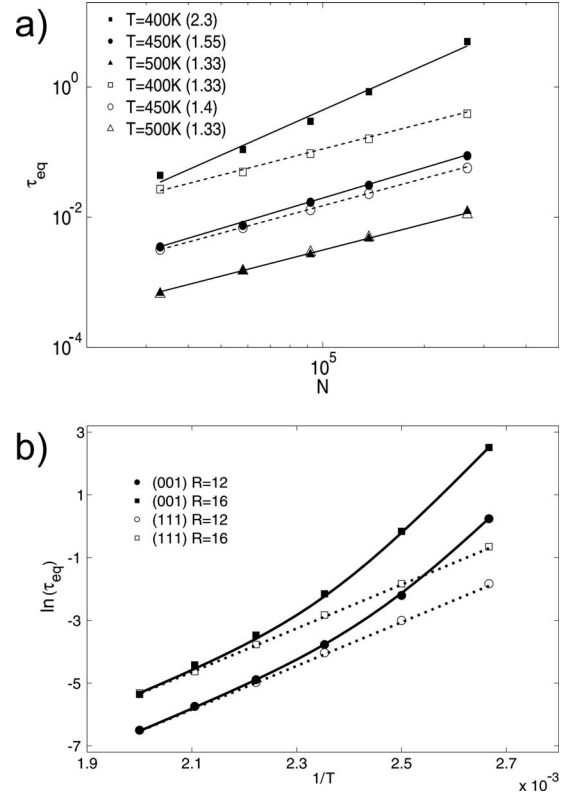 a)
T=400K (2.3)
T=450K (1.55)
T=500K (1.33)
T=400K (1.33)
T=450K (1.4)
T=500K (1.33)
10^0
10^-2
10^-4
τ_eq
10^5
N
b)
(001) R=12
(001) R=16
(111) R=12
(111) R=16
3
1
-1
-3
-5
-7
ln (τ_eq)
1.9 2.1 2.3 2.5 2.7
1/T
x 10^-3